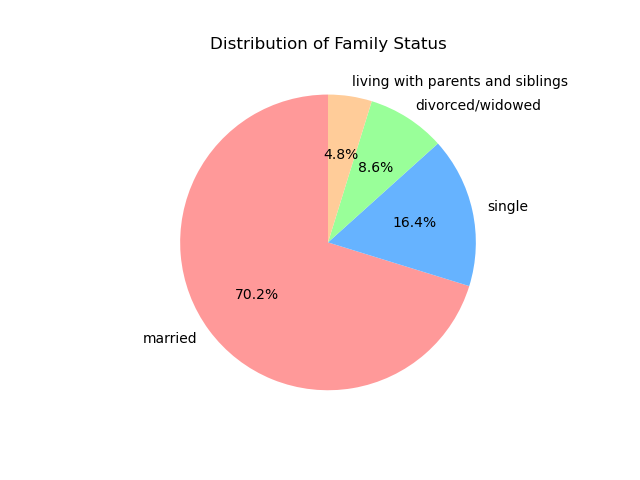 Distribution of Family Status
living with parents and siblings
divorced/widowed
4.8%
8.6%
single
16.4%
70.2%
married